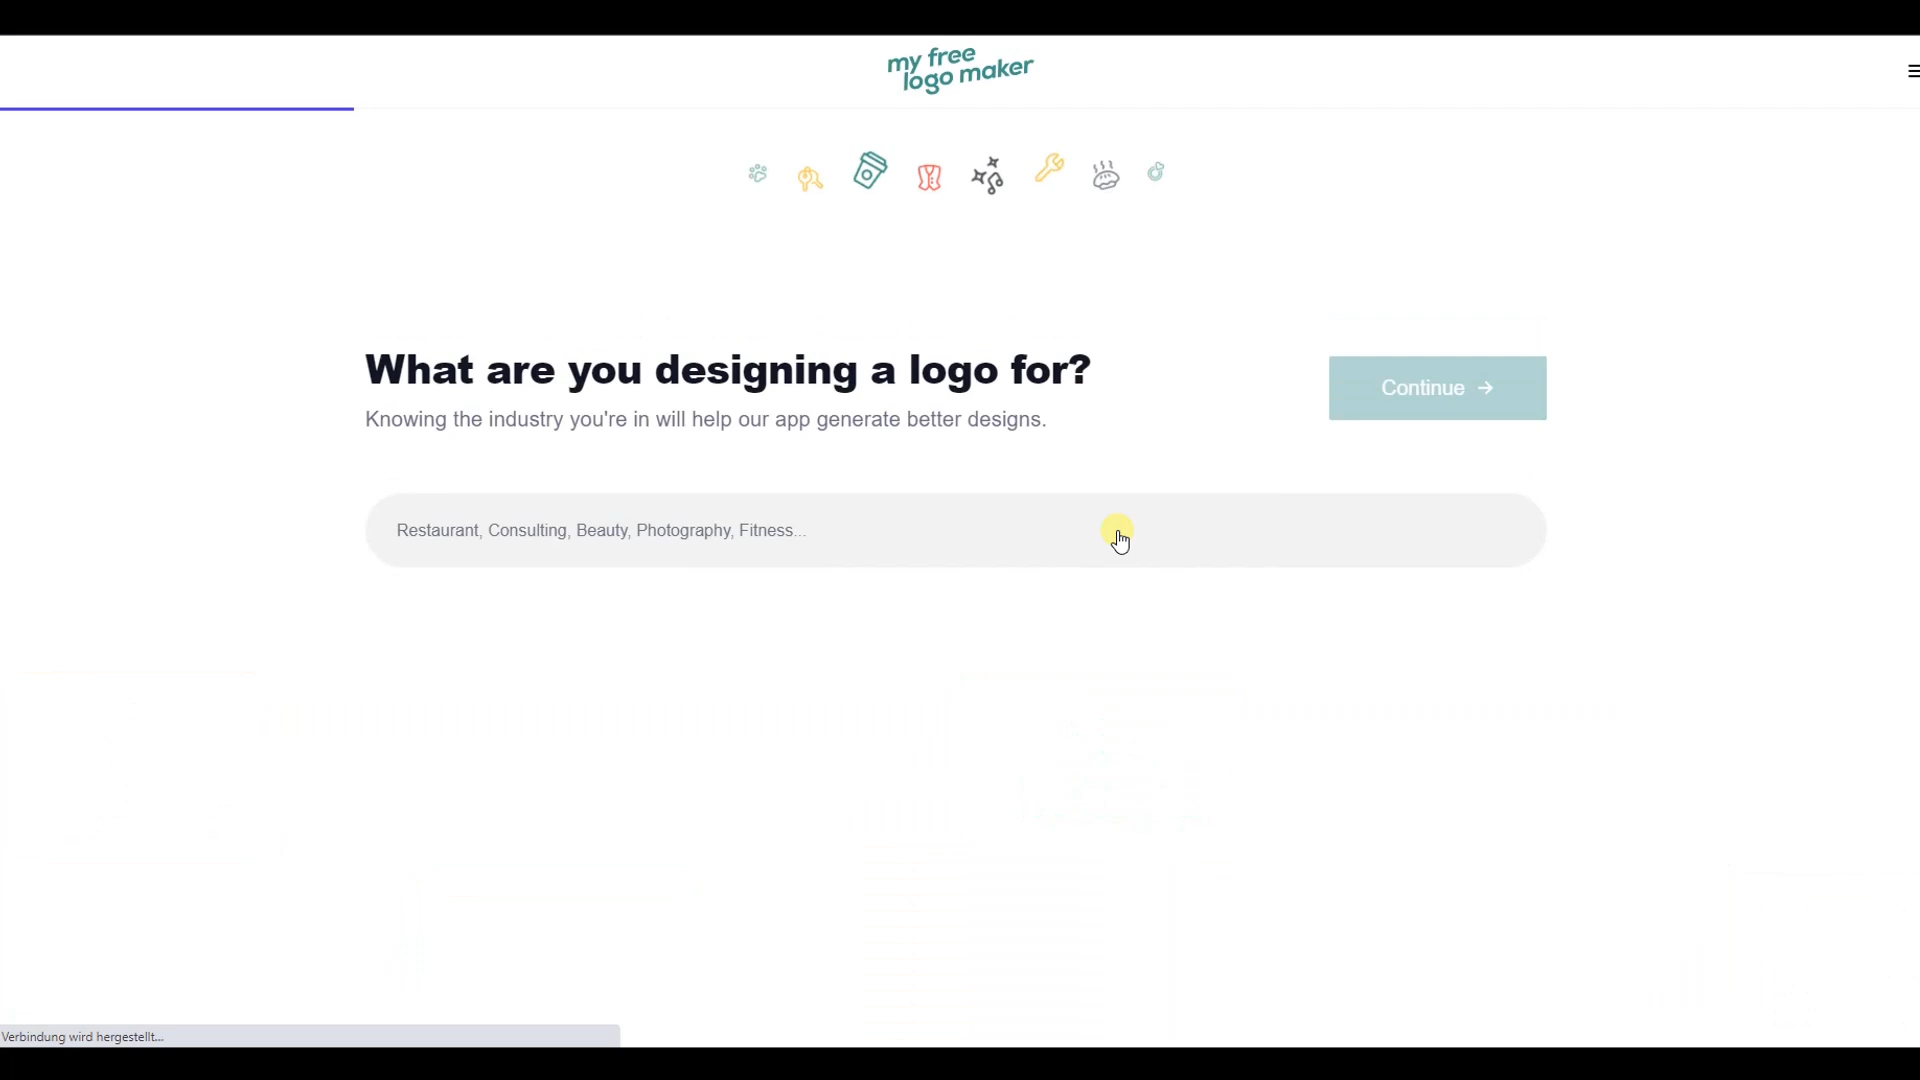 my free
logo maker
What are you designing a logo for?
Continue
Knowing the industry you're in will help our app generate better designs.
Restaurant, Consulting, Beauty, Photography, Fitness...
Verbindung wird hergestellt...